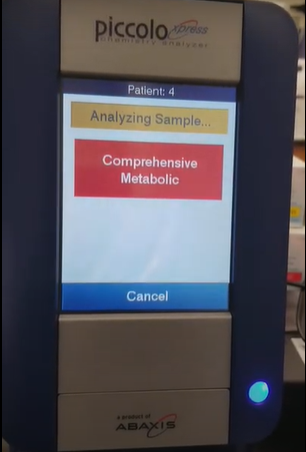 piccolo xpress
chemistry analyzer
Patient: 4
Analyzing Sample...
Comprehensive
Metabolic
Cancel
a product of
ABAXIS